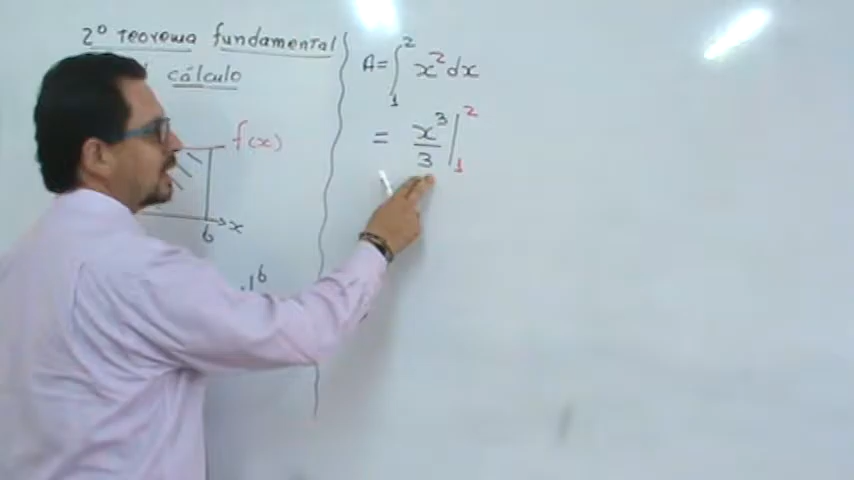 2º teorema fundamental
cálculo
f(x)
x
b
b
A=∫₁² x² dx
= x³/3 |₁²